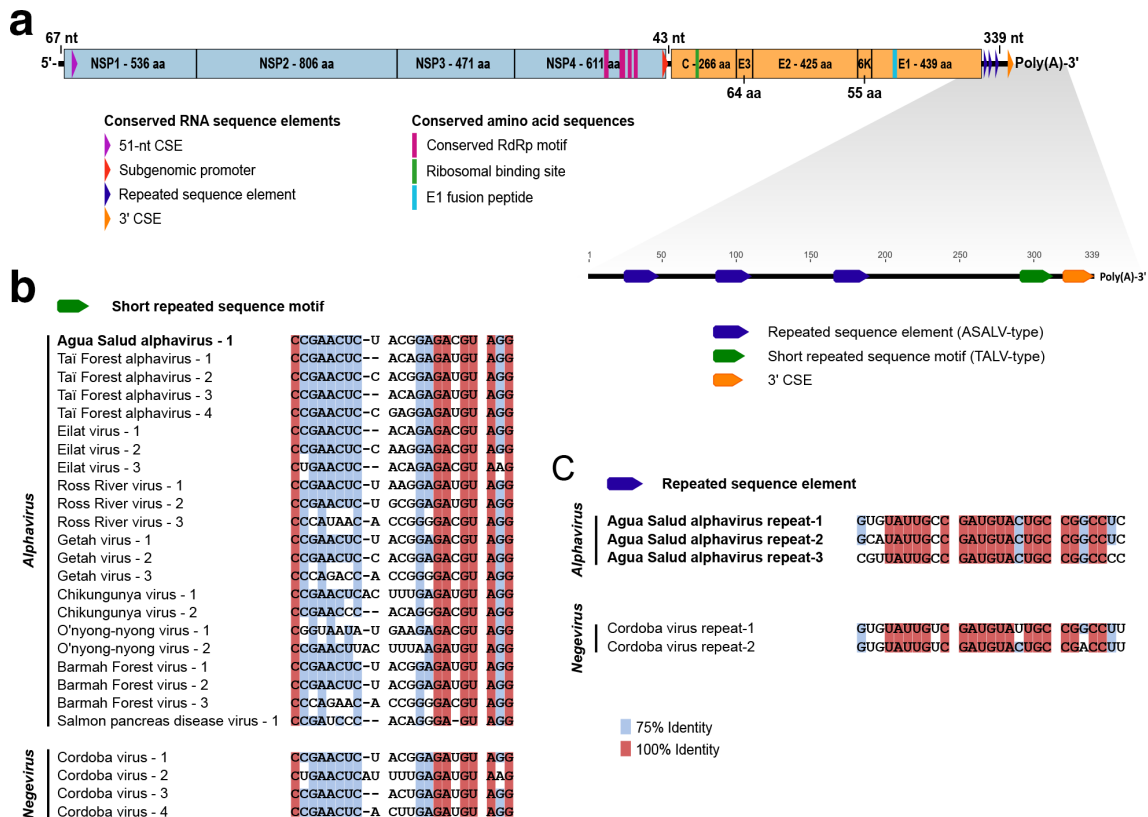 a
67 nt
43 nt
339 nt
5'-
NSP1 - 536 aa
NSP2 - 806 aa
NSP3 - 471 aa
NSP4 - 611 aa
C - 266 aa
E3
E2 - 425 aa
6K
E1 - 439 aa
Poly(A)-3'
64 aa
55 aa
Conserved RNA sequence elements
51-nt CSE
Subgenomic promoter
Repeated sequence element
3' CSE
Conserved amino acid sequences
Conserved RdRp motif
Ribosomal binding site
E1 fusion peptide
1 50 100 150 200 250 300 339
Poly(A)-3'
Repeated sequence element (ASALV-type)
Short repeated sequence motif (TALV-type)
3' CSE
b
Short repeated sequence motif
Alphavirus
Agua Salud alphavirus - 1 CCGAACUC-U ACGGAGACGU AGG
Taï Forest alphavirus - 1 CCGAACUC-- ACAGAGAUGU AGG
Taï Forest alphavirus - 2 CCGAACUC-C ACGGAGAUGU AGG
Taï Forest alphavirus - 3 CCGAACUC-- ACAGAGAUGU AGG
Taï Forest alphavirus - 4 CCGAACUC-C GAGGAGAUGU AGG
Eilat virus - 1 CCGAACUC-- ACAGAGACGU AGG
Eilat virus - 2 CCGAACUC-C AAGGAGAUGU AGG
Eilat virus - 3 CUGAACUC-- ACAGAGACGU AAG
Ross River virus - 1 CCGAACUC-U AAGGAGAUGU AGG
Ross River virus - 2 CCGAACUC-U GCGGAGAUGU AGG
Ross River virus - 3 CCCAUAAC-A CCGGGGACGU AGG
Getah virus - 1 CCGAACUC-U ACGGAGACGU AGG
Getah virus - 2 CCGAACUC-C ACGGAGAUGU AGG
Getah virus - 3 CCCAGACC-A CCGGGGACGU AGG
Chikungunya virus - 1 CCGAACUCAC UUUGAGAUGU AGG
Chikungunya virus - 2 CCGAACCC-- ACAGGGACGU AGG
O'nyong-nyong virus - 1 CGGUAAUA-U GAAGAGACGU AGG
O'nyong-nyong virus - 2 CCGAACUUAC UUUAAGAUGU AGG
Barmah Forest virus - 1 CCGAACUC-U ACGGAGAUGU AGG
Barmah Forest virus - 2 CCGAACUC-U ACGGAGAUGU AGG
Barmah Forest virus - 3 CCCAGAAC-A CCGGGGACGU AGG
Salmon pancreas disease virus - 1 CCGAUCCC-- ACAGGGA-GU AGG
Negevirus
Cordoba virus - 1 CCGAACUC-U ACGGAGAUGU AGG
Cordoba virus - 2 CUGAACUCAU UUUGAGAUGU AAG
Cordoba virus - 3 CCGAACUC-- ACUGAGAUGU AGG
Cordoba virus - 4 CCGAACUC-A CUUGAGAUGU AGG
C
Repeated sequence element
Alphavirus
Agua Salud alphavirus repeat-1 GUGUAUUGCC GAUGUACUGC CGGCCUC
Agua Salud alphavirus repeat-2 GCAUAUUGCC GAUGUACUGC CGGCCUC
Agua Salud alphavirus repeat-3 CGUUAUUGCC GAUGUACUGC CGGCCCC
Negevirus
Cordoba virus repeat-1 GUGUAUUGUC GAUGUAUUGC CGGCCUU
Cordoba virus repeat-2 GUGUAUUGUC GAUGUACUGC CGACCUU
75% Identity
100% Identity